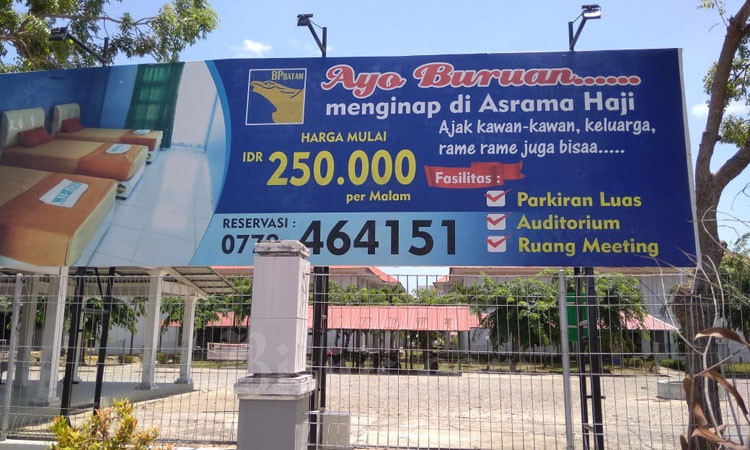 BP BATAM
Ayo Buruan......
menginap di Asrama Haji
HARGA MULAI
IDR 250.000
per Malam
Ajak kawan-kawan, keluarga,
rame rame juga bisaa.....
Fasilitas :
Parkiran Luas
Auditorium
Ruang Meeting
RESERVASI :
464151